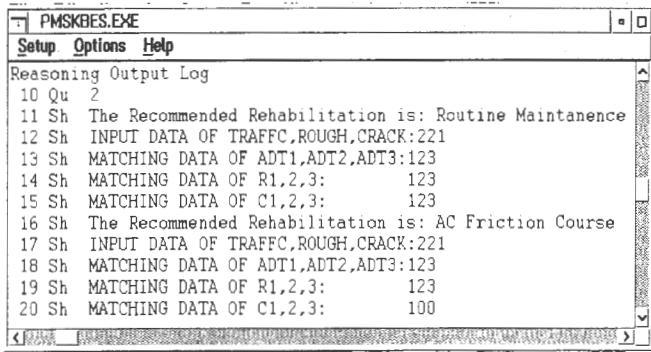 PMSKBES.EXE
Setup Options Help
Reasoning Output Log
10 Qu 2
11 Sh The Recommended Rehabilitation is: Routine Maintanence
12 Sh INPUT DATA OF TRAFFC,ROUGH,CRACK:221
13 Sh MATCHING DATA OF ADT1,ADT2,ADT3:123
14 Sh MATCHING DATA OF R1,2,3: 123
15 Sh MATCHING DATA OF C1,2,3: 123
16 Sh The Recommended Rehabilitation is: AC Friction Course
17 Sh INPUT DATA OF TRAFFC,ROUGH,CRACK:221
18 Sh MATCHING DATA OF ADT1,ADT2,ADT3:123
19 Sh MATCHING DATA OF R1,2,3: 123
20 Sh MATCHING DATA OF C1,2,3: 100